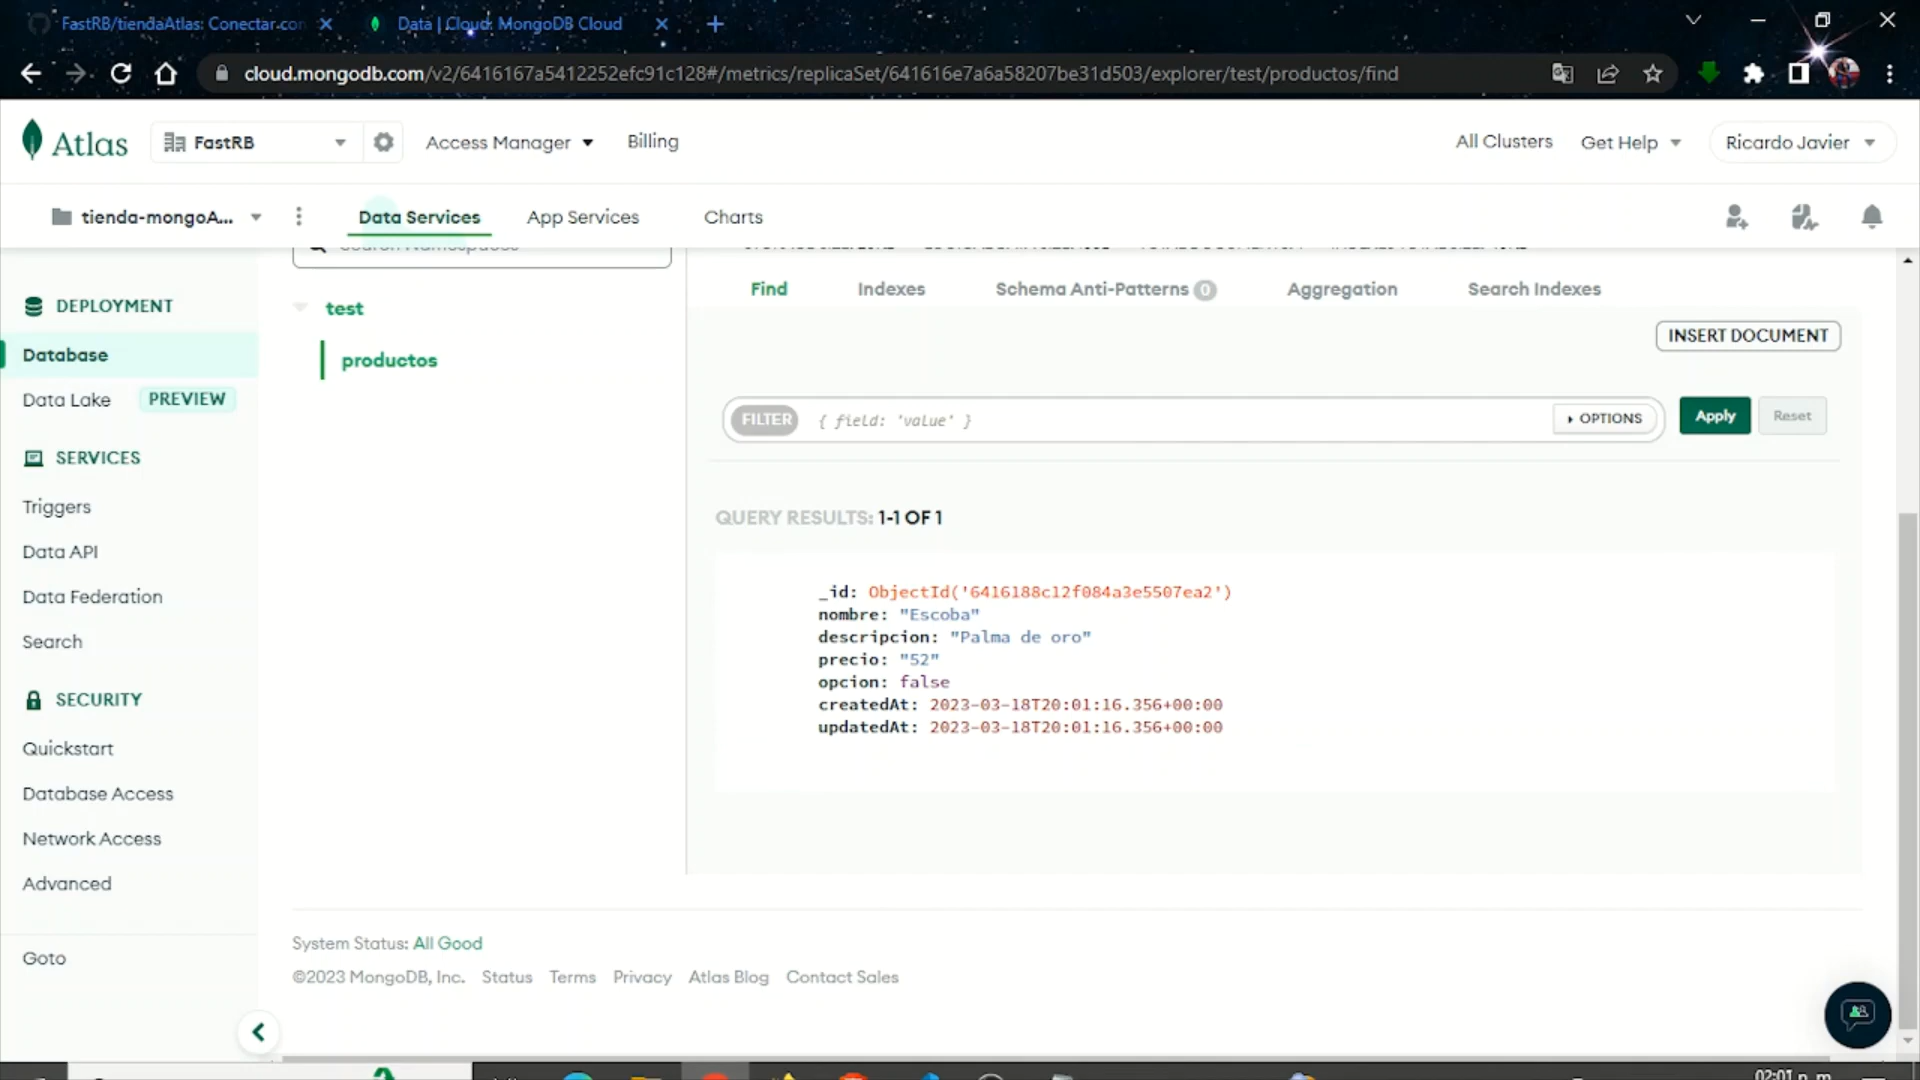 FastRB/tiendaAtlas: Conectar con
Data | Cloud: MongoDB Cloud
cloud.mongodb.com/v2/6416167a5412252efc91c128#/metrics/replicaSet/641616e7a6a58207be31d503/explorer/test/productos/find
Atlas
FastRB
Access Manager
Billing
All Clusters
Get Help
Ricardo Javier
tienda-mongoA...
Data Services
App Services
Charts
DEPLOYMENT
Database
Data Lake
PREVIEW
SERVICES
Triggers
Data API
Data Federation
Search
SECURITY
Quickstart
Database Access
Network Access
Advanced
Goto
Search Namespaces
test
productos
Find
Indexes
Schema Anti-Patterns 0
Aggregation
Search Indexes
INSERT DOCUMENT
FILTER
{ field: 'value' }
OPTIONS
Apply
Reset
QUERY RESULTS: 1-1 OF 1
_id: ObjectId('6416188c12f084a3e5507ea2')
nombre: "Escoba"
descripcion: "Palma de oro"
precio: "52"
opcion: false
createdAt: 2023-03-18T20:01:16.356+00:00
updatedAt: 2023-03-18T20:01:16.356+00:00
System Status: All Good
©2023 MongoDB, Inc.
Status
Terms
Privacy
Atlas Blog
Contact Sales
02:01 p. m.